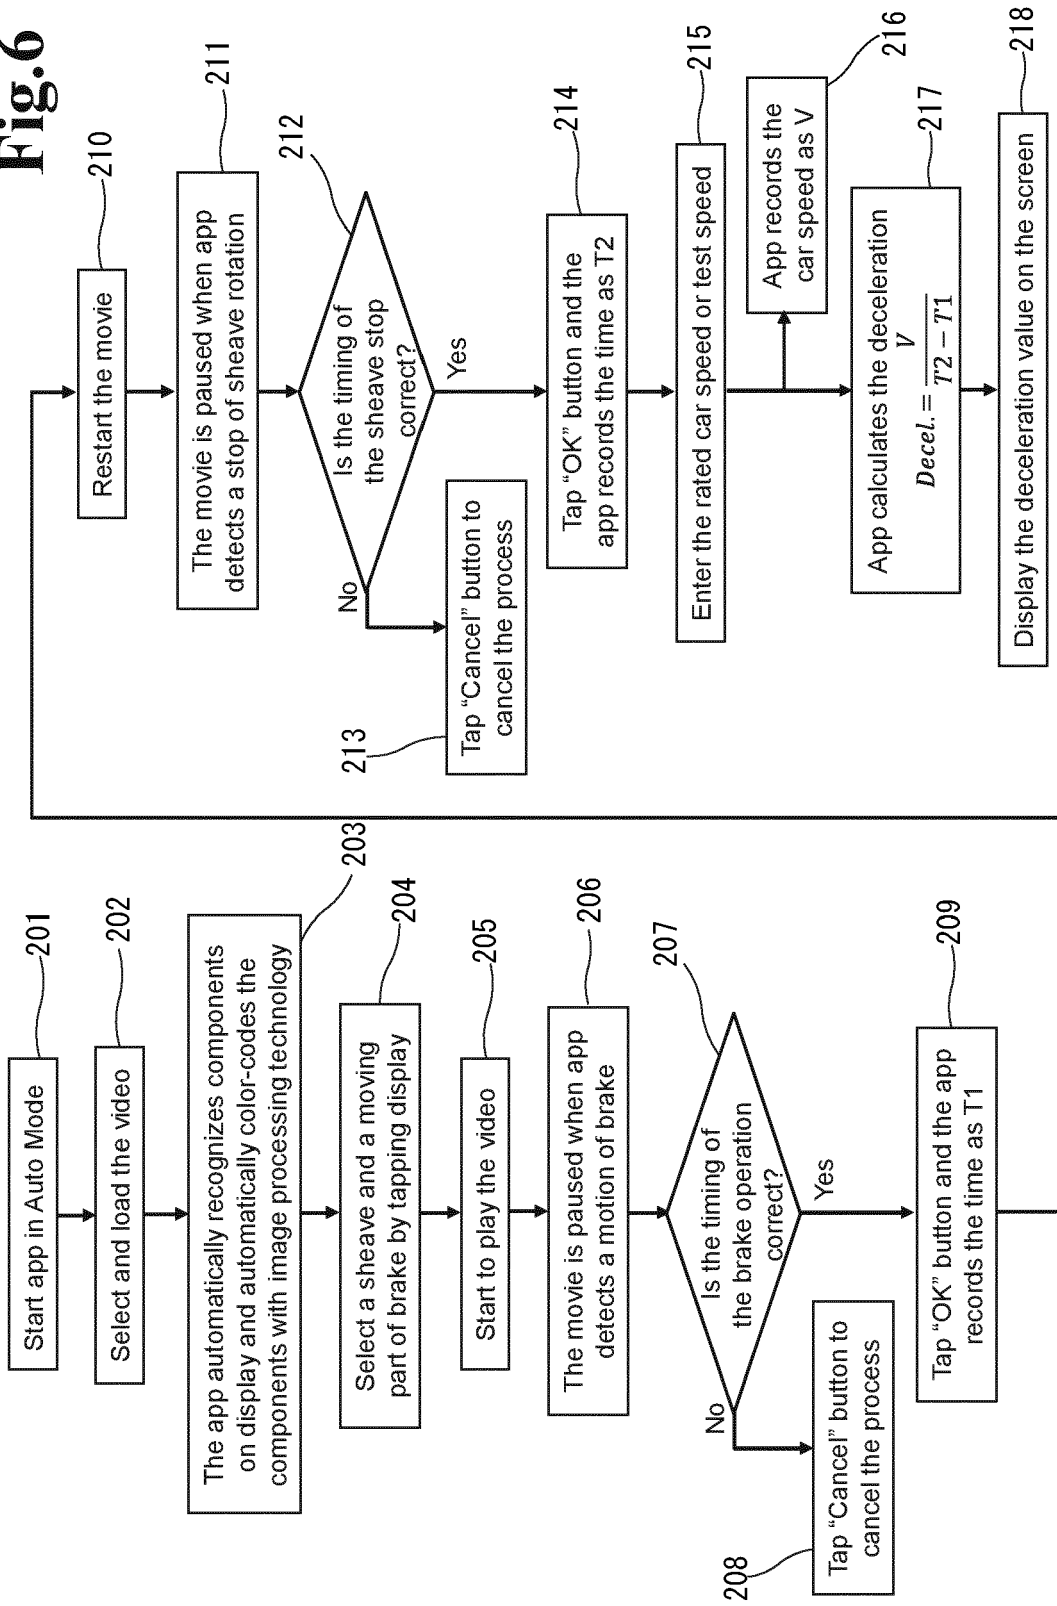 Fig.6
Start app in Auto Mode
201
Select and load the video
202
The app automatically recognizes components
on display and automatically color-codes the
components with image processing technology
203
Select a sheave and a moving
part of brake by tapping display
204
Start to play the video
205
The movie is paused when app
detects a motion of brake
206
Is the timing of
the brake operation
correct?
207
No
Yes
Tap “Cancel” button to
cancel the process
208
Tap “OK” button and the app
records the time as T1
209
Restart the movie
210
The movie is paused when app
detects a stop of sheave rotation
211
Is the timing of
the sheave stop
correct?
212
No
Yes
Tap “Cancel” button to
cancel the process
213
Tap “OK” button and the
app records the time as T2
214
Enter the rated car speed or test speed
215
App records the
car speed as V
216
App calculates the deceleration
Decel. = V / (T2 − T1)
217
Display the deceleration value on the screen
218